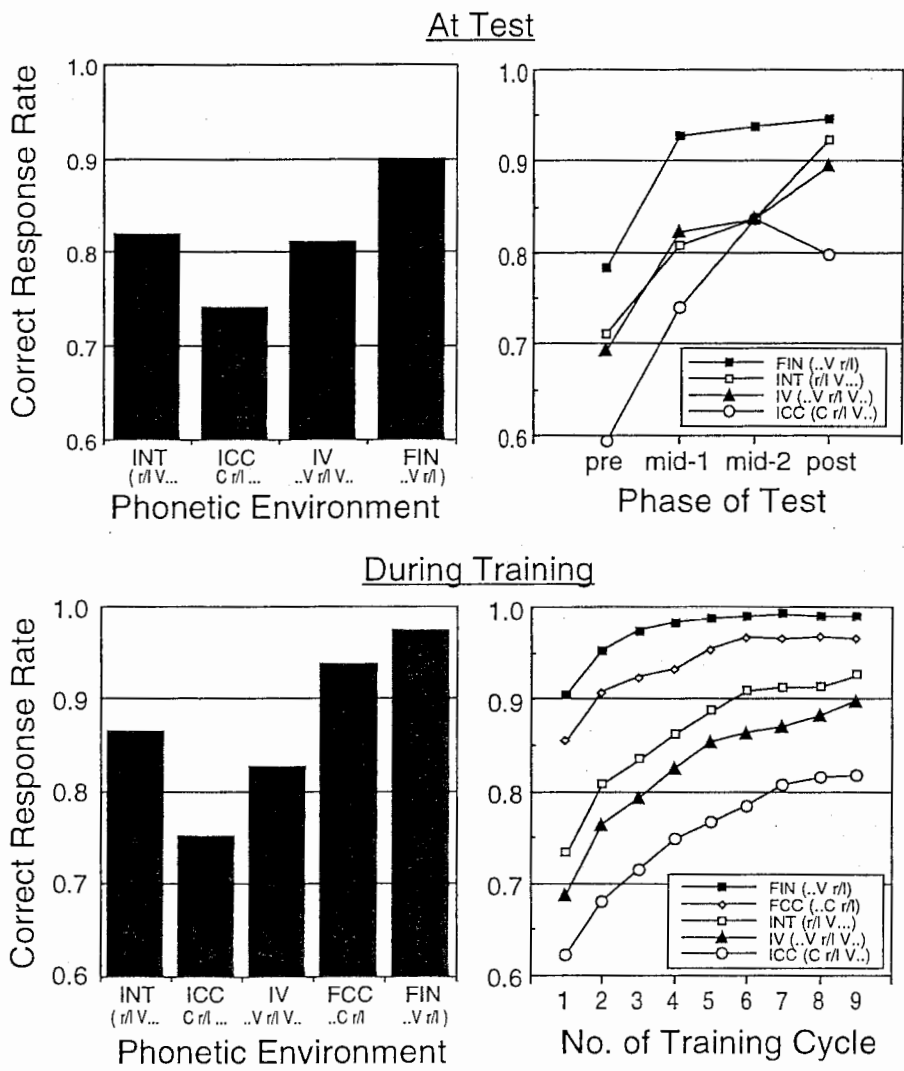 At Test
Correct Response Rate
1.0
0.9
0.8
0.7
0.6
INT ICC IV FIN
( r/l V... C r/l ... ..V r/l V.. ..V r/l )
Phonetic Environment
1.0
0.9
0.8
0.7
0.6
FIN (..V r/l)
INT (r/l V...)
IV (..V r/l V..)
ICC (C r/l V..)
pre mid-1 mid-2 post
Phase of Test
During Training
Correct Response Rate
1.0
0.9
0.8
0.7
0.6
INT ICC IV FCC FIN
( r/l V... C r/l ... ..V r/l V.. ..C r/l ..V r/l )
Phonetic Environment
1.0
0.9
0.8
0.7
0.6
FIN (..V r/l)
FCC (..C r/l)
INT (r/l V...)
IV (..V r/l V..)
ICC (C r/l V..)
1 2 3 4 5 6 7 8 9
No. of Training Cycle